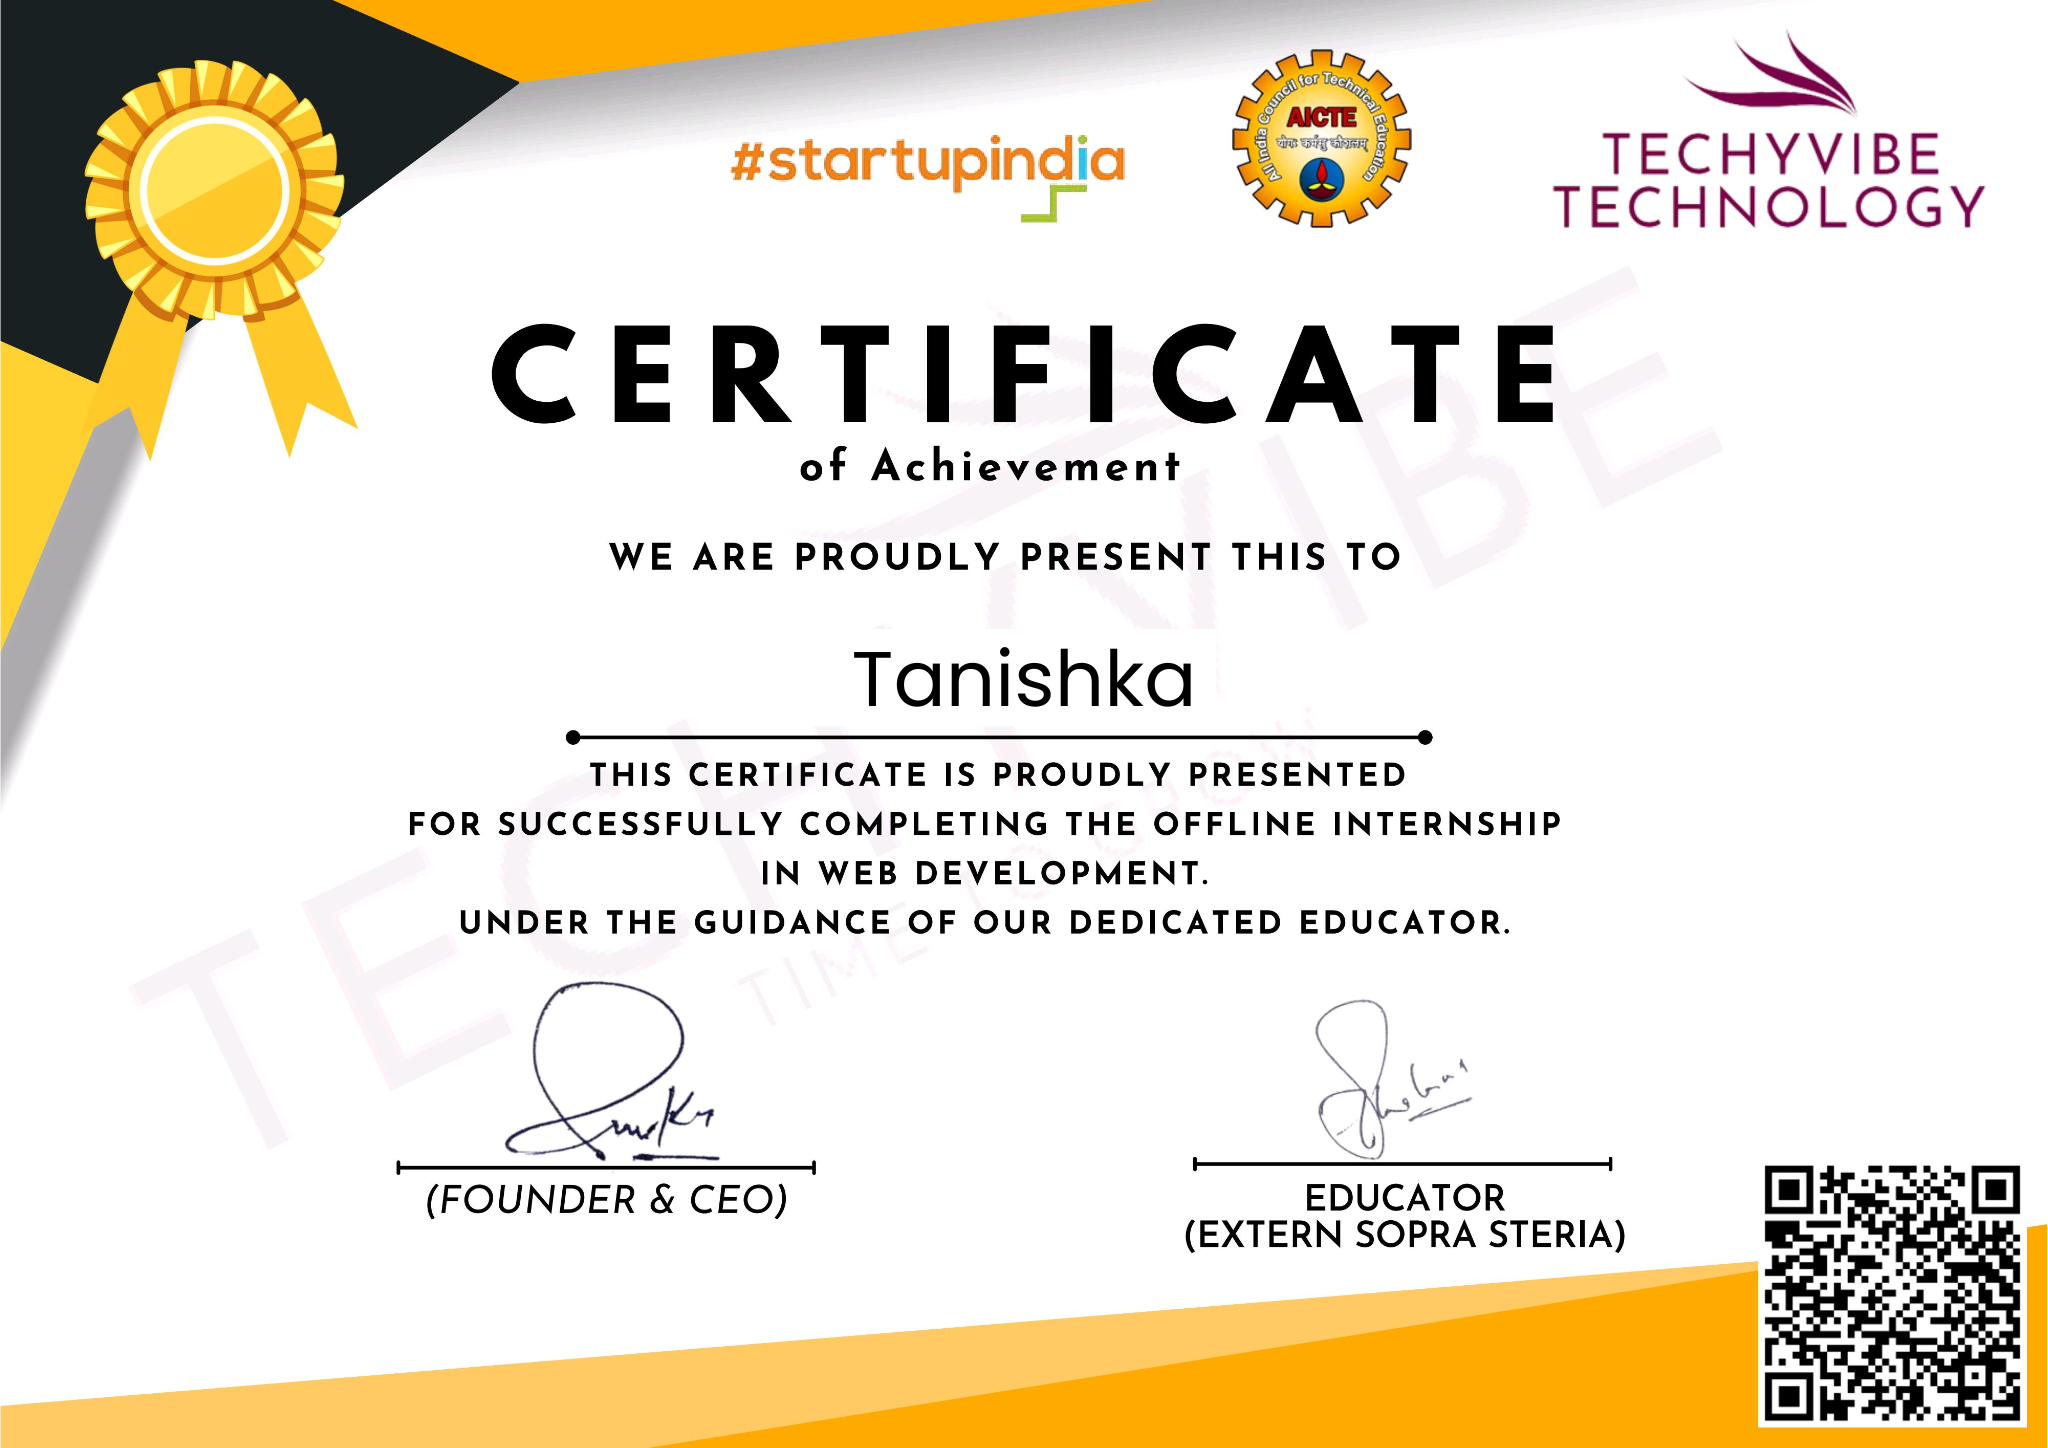 #startupindia
All India Council for Technical Education
AICTE
योगः कर्मसु कौशलम्
TECHYVIBE
TECHNOLOGY
CERTIFICATE
of Achievement
WE ARE PROUDLY PRESENT THIS TO
Tanishka
THIS CERTIFICATE IS PROUDLY PRESENTED
FOR SUCCESSFULLY COMPLETING THE OFFLINE INTERNSHIP
IN WEB DEVELOPMENT.
UNDER THE GUIDANCE OF OUR DEDICATED EDUCATOR.
(FOUNDER & CEO)
EDUCATOR
(EXTERN SOPRA STERIA)